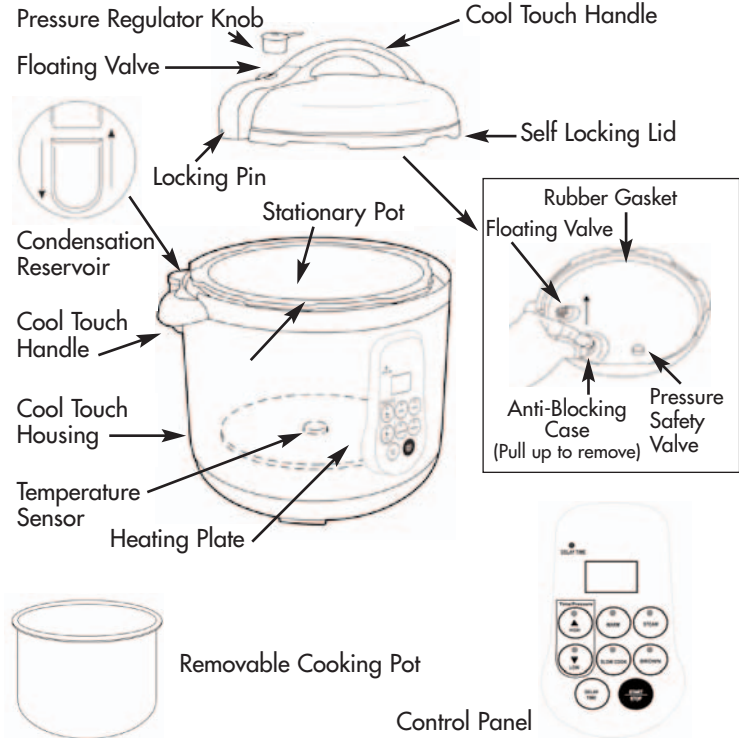 Pressure Regulator Knob
Cool Touch Handle
Floating Valve
Self Locking Lid
Locking Pin
Stationary Pot
Rubber Gasket
Floating Valve
Condensation
Reservoir
Cool Touch
Handle
Anti-Blocking
Case
(Pull up to remove)
Pressure
Safety
Valve
Cool Touch
Housing
Temperature
Sensor
Heating Plate
Removable Cooking Pot
Control Panel
DELAY TIME
Time/Pressure
HIGH
WARM
STEAM
LOW
SLOW COOK
BROWN
DELAY
TIME
START
STOP